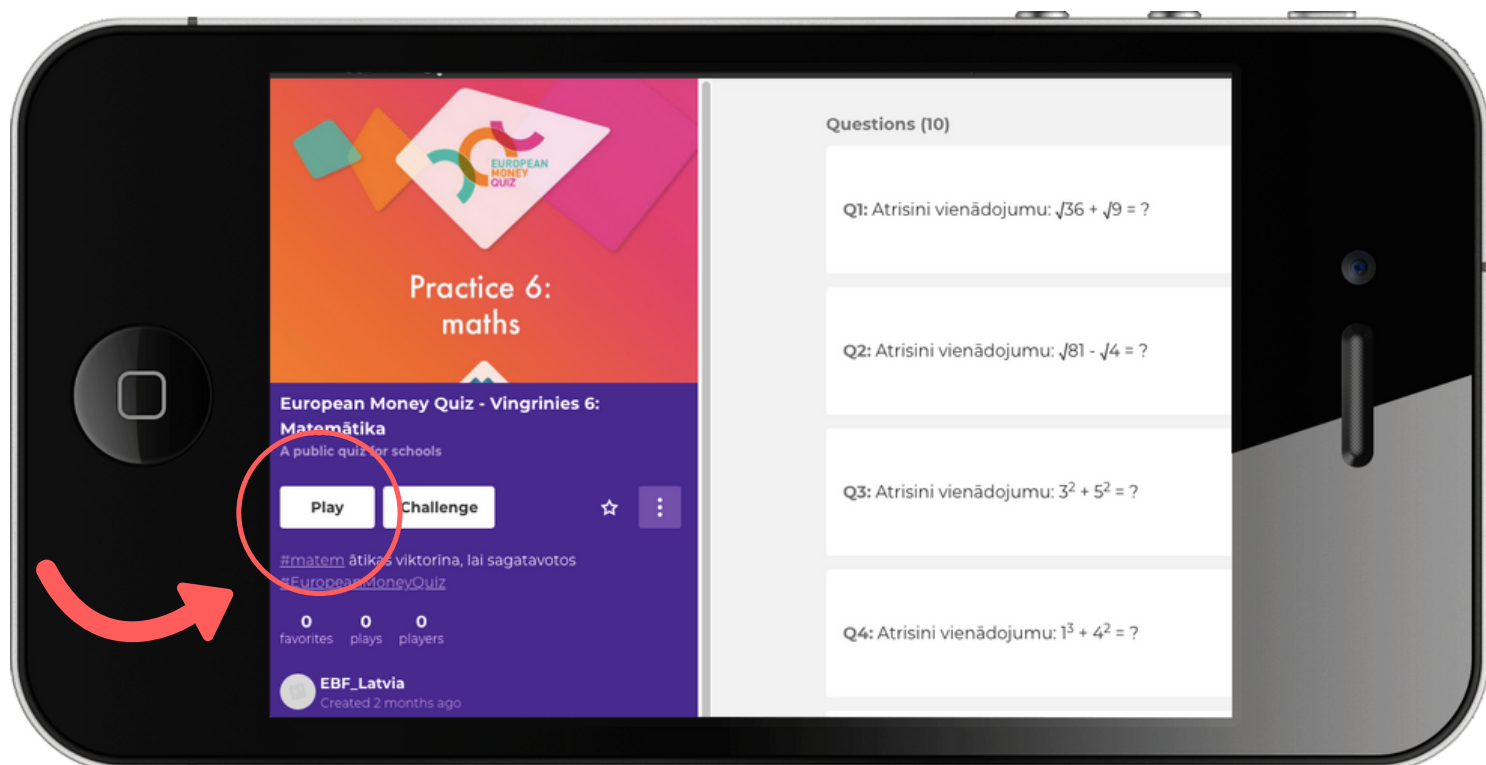 EUROPEAN
MONEY
QUIZ
Practice 6:
maths
European Money Quiz - Vingrinies 6:
Matemātika
A public quiz for schools
Play
Challenge
#matem ātikas viktorīna, lai sagatavotos
#EuropeanMoneyQuiz
0 0 0
favorites plays players
EBF_Latvia
Created 2 months ago
Questions (10)
Q1: Atrisini vienādojumu: √36 + √9 = ?
Q2: Atrisini vienādojumu: √81 - √4 = ?
Q3: Atrisini vienādojumu: 3² + 5² = ?
Q4: Atrisini vienādojumu: 1³ + 4² = ?